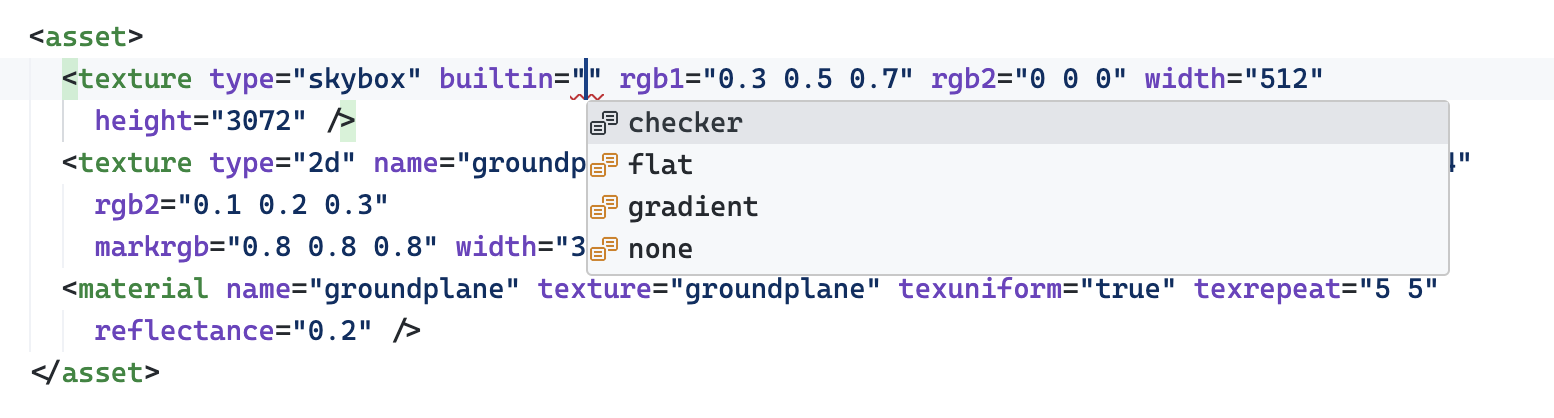 <asset>
<texture type="skybox" builtin="" rgb1="0.3 0.5 0.7" rgb2="0 0 0" width="512"
height="3072" />
checker
flat
gradient
none
<texture type="2d" name="groundp
rgb2="0.1 0.2 0.3"
markrgb="0.8 0.8 0.8" width="3
<material name="groundplane" texture="groundplane" texuniform="true" texrepeat="5 5"
reflectance="0.2" />
</asset>